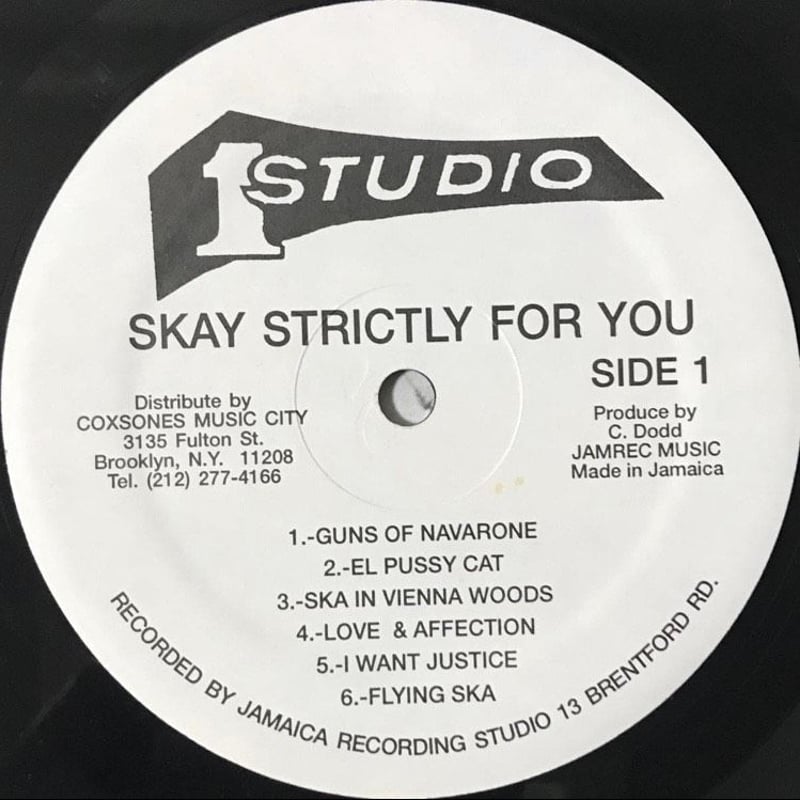 1 STUDIO
SKAY STRICTLY FOR YOU
SIDE 1
Distribute by
COXSONES MUSIC CITY
3135 Fulton St.
Brooklyn, N.Y. 11208
Tel. (212) 277-4166
Produce by
C. Dodd
JAMREC MUSIC
Made in Jamaica
1.-GUNS OF NAVARONE
2.-EL PUSSY CAT
3.-SKA IN VIENNA WOODS
4.-LOVE & AFFECTION
5.-I WANT JUSTICE
6.-FLYING SKA
RECORDED BY JAMAICA RECORDING STUDIO 13 BRENTFORD RD.